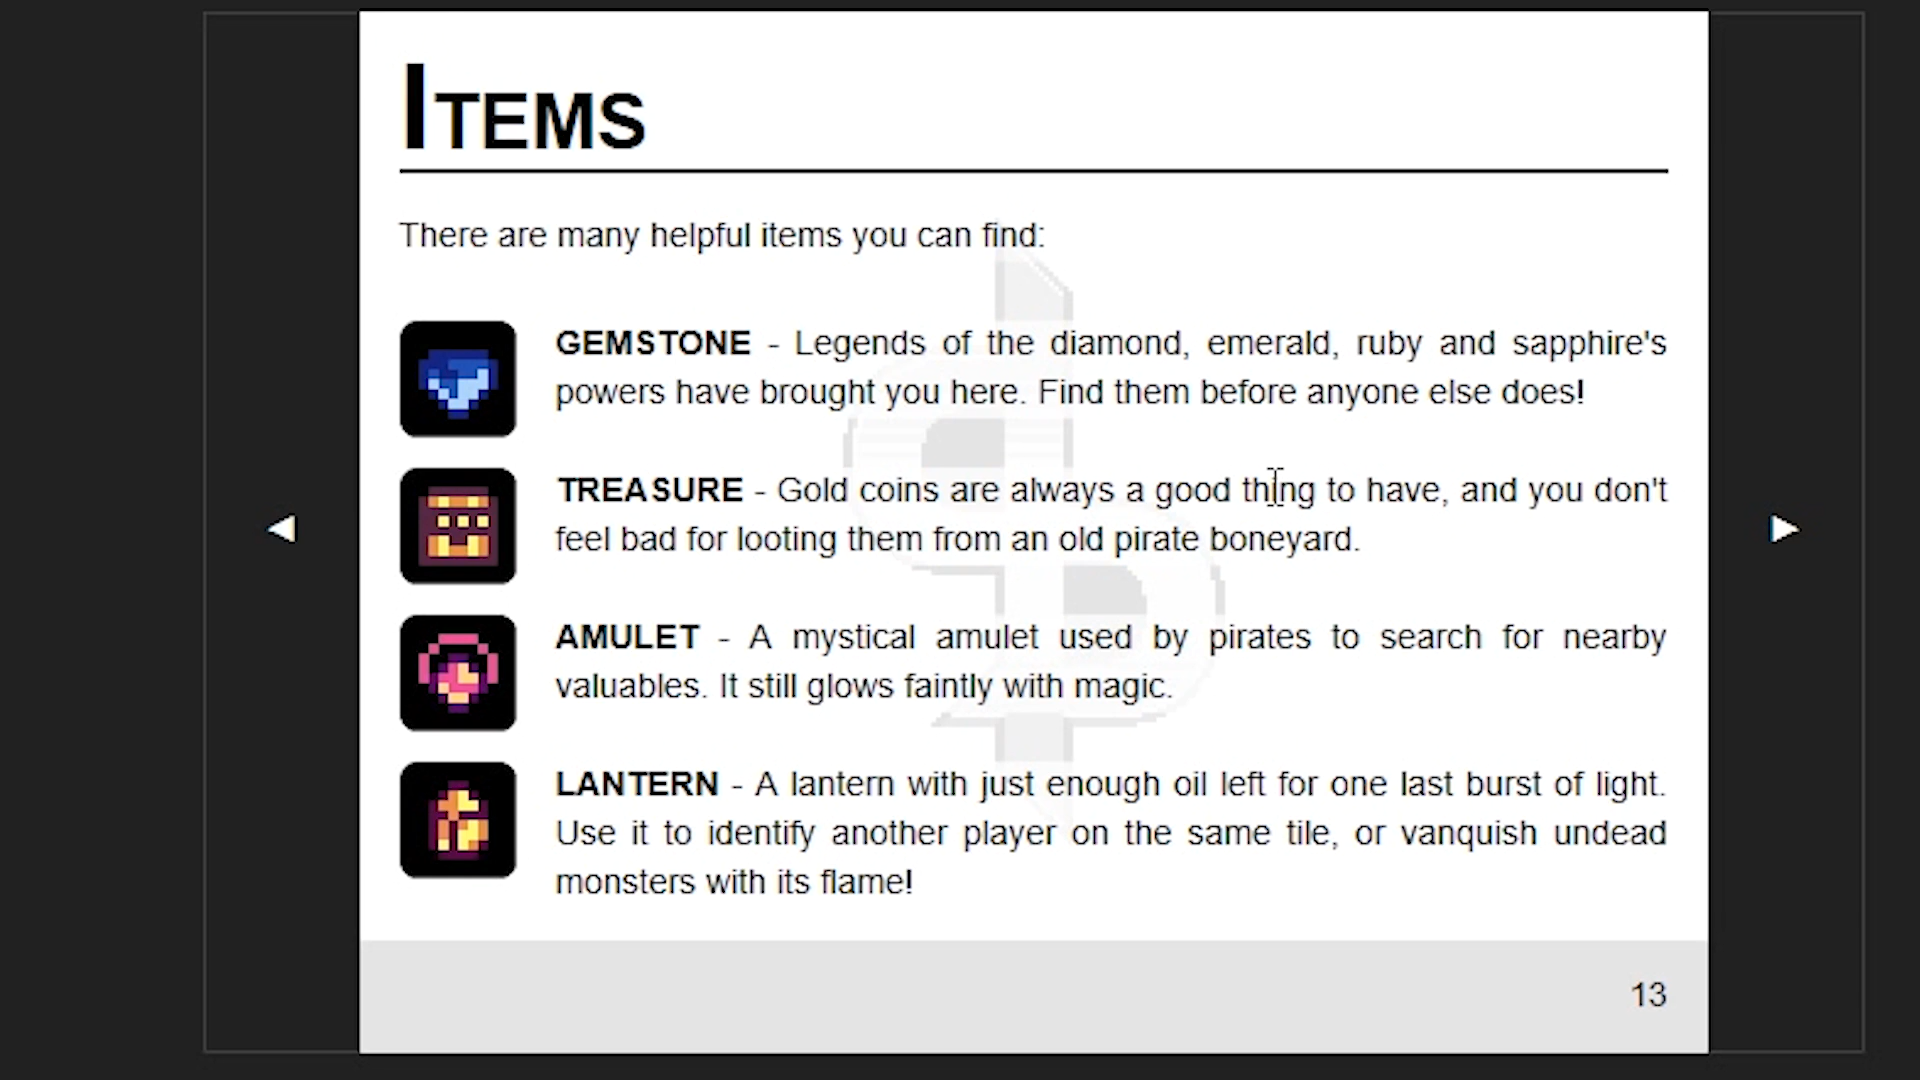 ITEMS
There are many helpful items you can find:
GEMSTONE - Legends of the diamond, emerald, ruby and sapphire's
powers have brought you here. Find them before anyone else does!
TREASURE - Gold coins are always a good thing to have, and you don't
feel bad for looting them from an old pirate boneyard.
AMULET - A mystical amulet used by pirates to search for nearby
valuables. It still glows faintly with magic.
LANTERN - A lantern with just enough oil left for one last burst of light.
Use it to identify another player on the same tile, or vanquish undead
monsters with its flame!
13